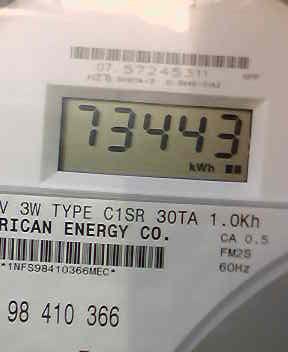 07.57245311
73443
kWh
V 3W TYPE C1SR 30TA 1.0Kh
RICAN ENERGY CO.
CA 0.5
FM2S
60Hz
*1NFS98410366MEC*
98 410 366